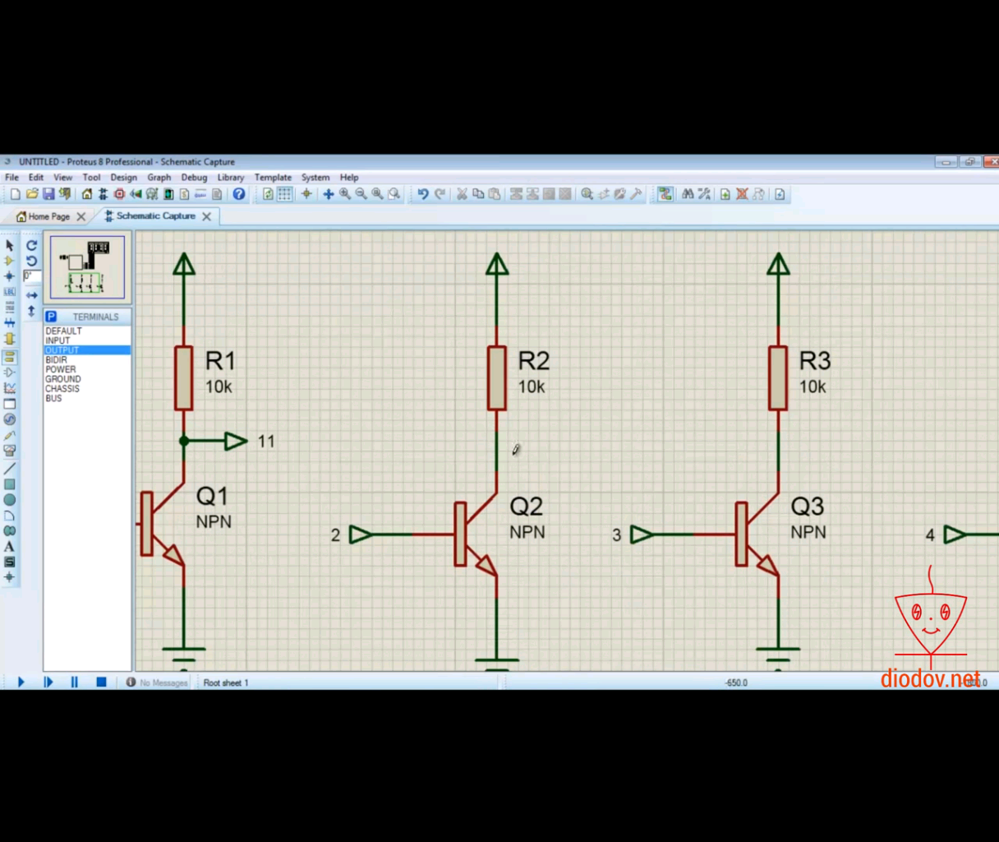 UNTITLED - Proteus 8 Professional - Schematic Capture
File Edit View Tool Design Graph Debug Library Template System Help
Home Page
Schematic Capture
0°
LBL
P TERMINALS
DEFAULT
INPUT
OUTPUT
BIDIR
POWER
GROUND
CHASSIS
BUS
A
S
R1
10k
R2
10k
R3
10k
11
Q1
NPN
2
Q2
NPN
3
Q3
NPN
4
diodov.net
No Messages
Root sheet 1
-650.0